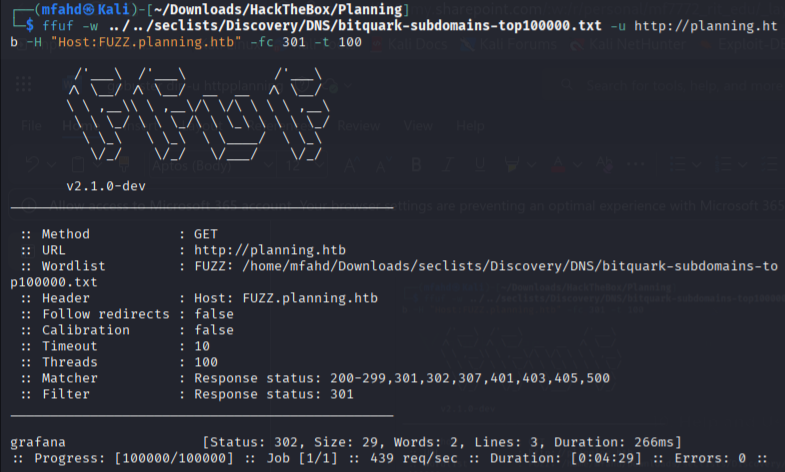 ┌──(mfahd㉿Kali)-[~/Downloads/HackTheBox/Planning]
└─$ ffuf -w ../../seclists/Discovery/DNS/bitquark-subdomains-top100000.txt -u http://planning.ht
b -H "Host:FUZZ.planning.htb" -fc 301 -t 100
v2.1.0-dev
:: Method : GET
:: URL : http://planning.htb
:: Wordlist : FUZZ: /home/mfahd/Downloads/seclists/Discovery/DNS/bitquark-subdomains-to
p100000.txt
:: Header : Host: FUZZ.planning.htb
:: Follow redirects : false
:: Calibration : false
:: Timeout : 10
:: Threads : 100
:: Matcher : Response status: 200-299,301,302,307,401,403,405,500
:: Filter : Response status: 301
grafana [Status: 302, Size: 29, Words: 2, Lines: 3, Duration: 266ms]
:: Progress: [100000/100000] :: Job [1/1] :: 439 req/sec :: Duration: [0:04:29] :: Errors: 0 ::